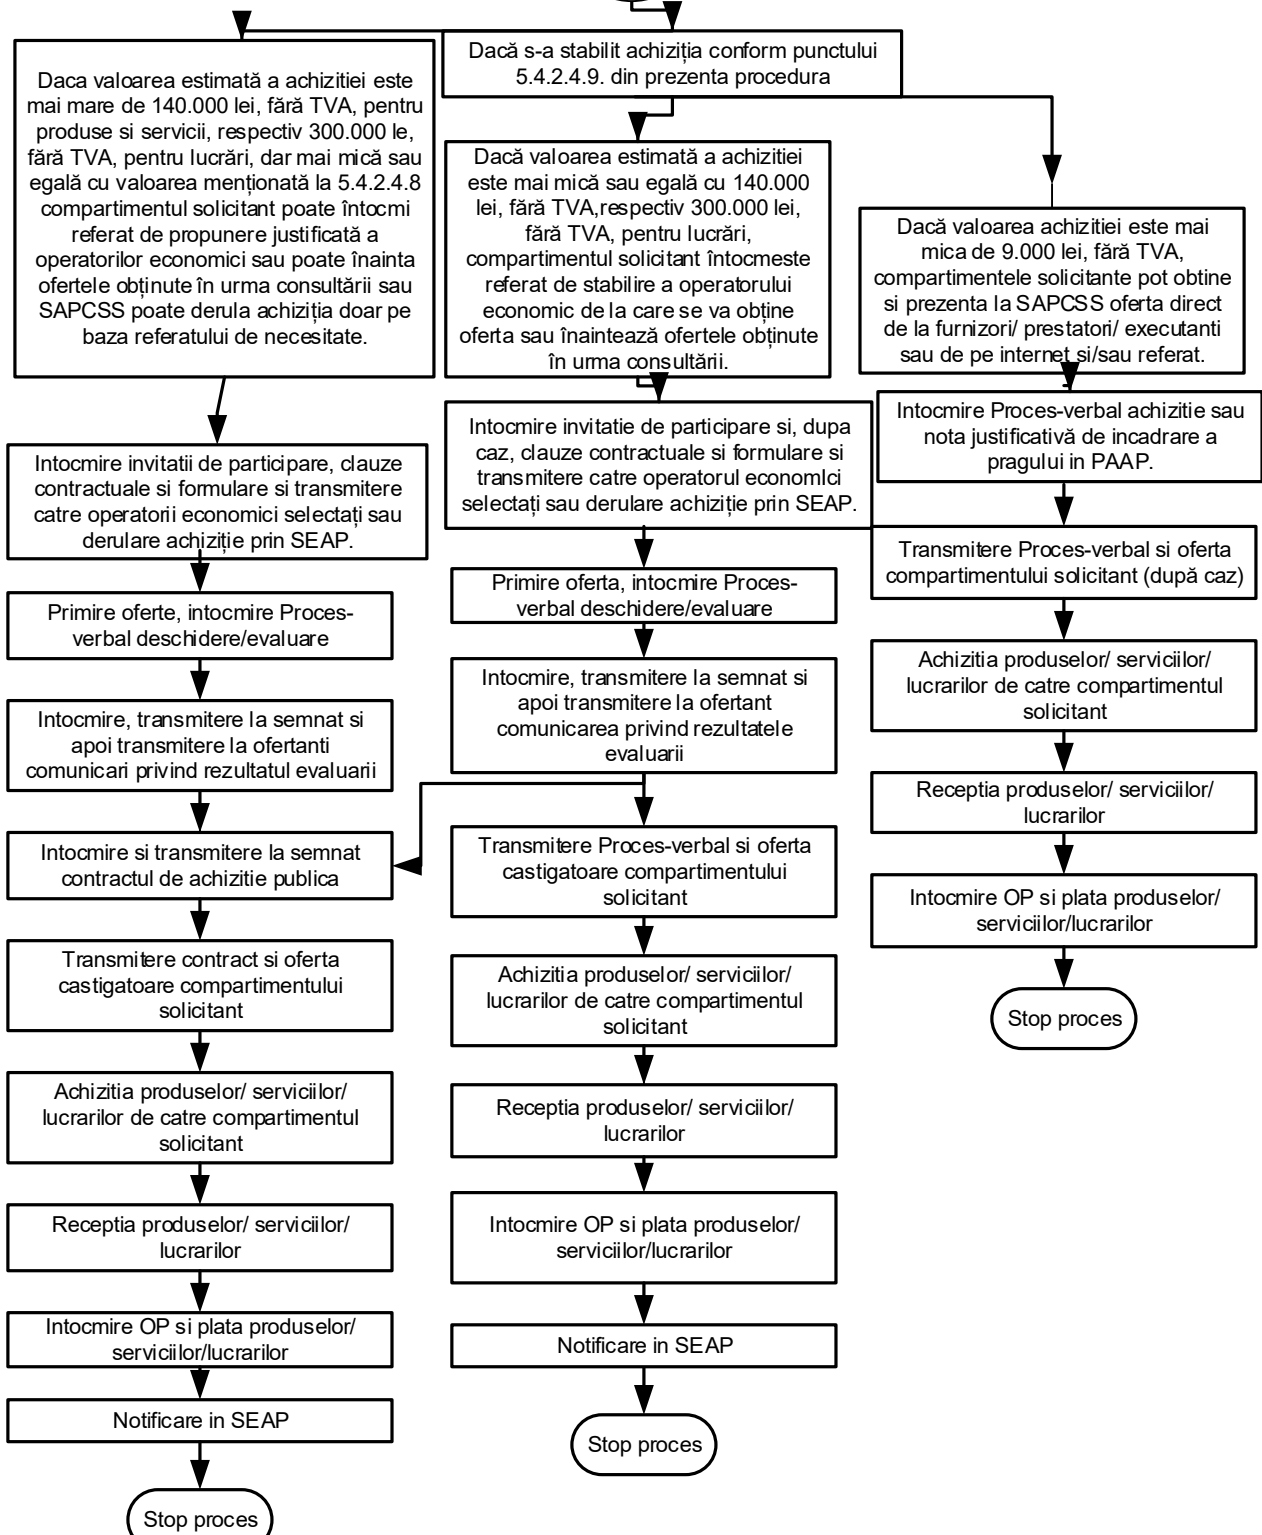 Dacă s-a stabilit achiziția conform punctului
5.4.2.4.9. din prezenta procedura
Daca valoarea estimată a achizitiei este
mai mare de 140.000 lei, fără TVA, pentru
produse si servicii, respectiv 300.000 le,
fără TVA, pentru lucrări, dar mai mică sau
egală cu valoarea menționată la 5.4.2.4.8
compartimentul solicitant poate întocmi
referat de propunere justificată a
operatorilor economici sau poate înainta
ofertele obținute în urma consultării sau
SAPCSS poate derula achiziția doar pe
baza referatului de necesitate.
Intocmire invitatii de participare, clauze
contractuale si formulare si transmitere
catre operatorii economici selectați sau
derulare achiziție prin SEAP.
Primire oferte, intocmire Proces-
verbal deschidere/evaluare
Intocmire, transmitere la semnat si
apoi transmitere la ofertanti
comunicari privind rezultatul evaluarii
Intocmire si transmitere la semnat
contractul de achizitie publica
Transmitere contract si oferta
castigatoare compartimentului
solicitant
Achizitia produselor/ serviciilor/
lucrarilor de catre compartimentul
solicitant
Receptia produselor/ serviciilor/
lucrarilor
Intocmire OP si plata produselor/
serviciilor/lucrarilor
Notificare in SEAP
Stop proces
Dacă valoarea estimată a achizitiei
este mai mică sau egală cu 140.000
lei, fără TVA,respectiv 300.000 lei,
fără TVA, pentru lucrări,
compartimentul solicitant întocmeste
referat de stabilire a operatorului
economic de la care se va obține
oferta sau înaintează ofertele obținute
în urma consultării.
Intocmire invitatie de participare si, dupa
caz, clauze contractuale si formulare si
transmitere catre operatorul economIci
selectați sau derulare achiziție prin SEAP.
Primire oferta, intocmire Proces-
verbal deschidere/evaluare
Intocmire, transmitere la semnat si
apoi transmitere la ofertant
comunicarea privind rezultatele
evaluarii
Transmitere Proces-verbal si oferta
castigatoare compartimentului
solicitant
Achizitia produselor/ serviciilor/
lucrarilor de catre compartimentul
solicitant
Receptia produselor/ serviciilor/
lucrarilor
Intocmire OP si plata produselor/
serviciilor/lucrarilor
Notificare in SEAP
Stop proces
Dacă valoarea achizitiei este mai
mica de 9.000 lei, fără TVA,
compartimentele solicitante pot obtine
si prezenta la SAPCSS oferta direct
de la furnizori/ prestatori/ executanti
sau de pe internet si/sau referat.
Intocmire Proces-verbal achizitie sau
nota justificativă de incadrare a
pragului in PAAP.
Transmitere Proces-verbal si oferta
compartimentului solicitant (după caz)
Achizitia produselor/ serviciilor/
lucrarilor de catre compartimentul
solicitant
Receptia produselor/ serviciilor/
lucrarilor
Intocmire OP si plata produselor/
serviciilor/lucrarilor
Stop proces